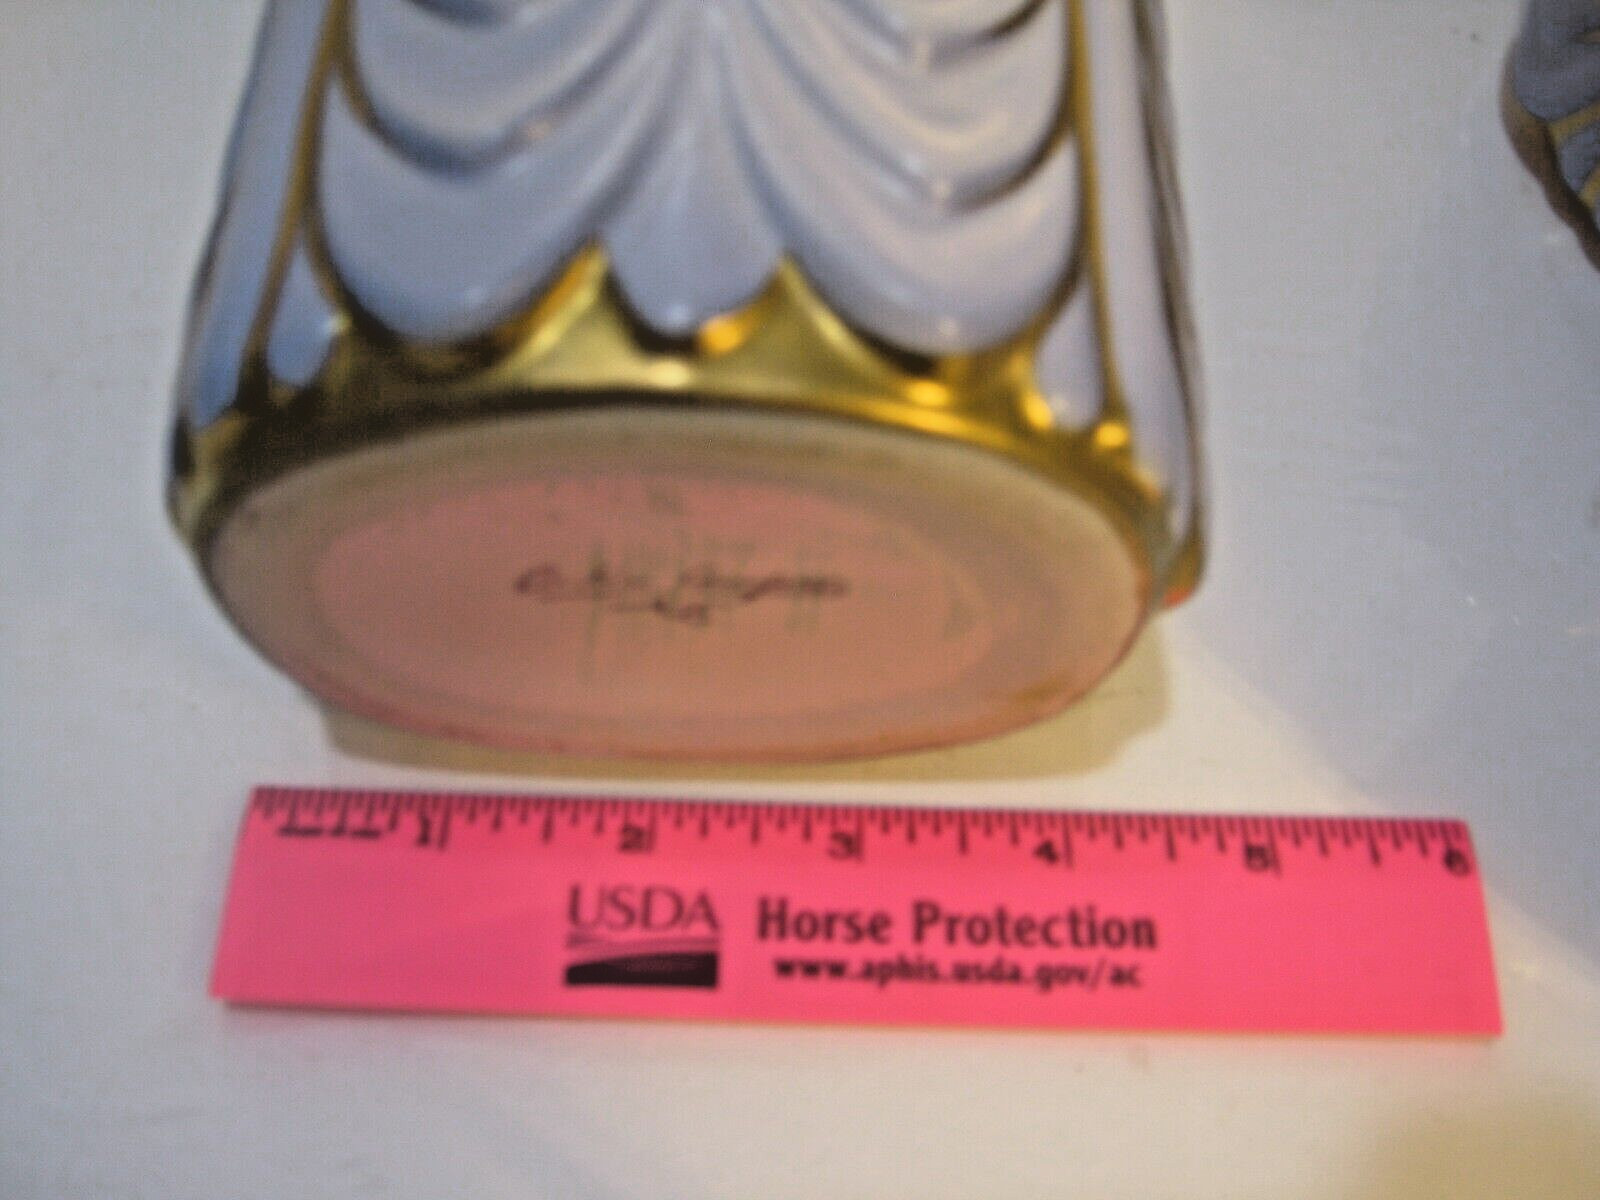 1 2 3 4 5 6
USDA Horse Protection
www.aphis.usda.gov/ac